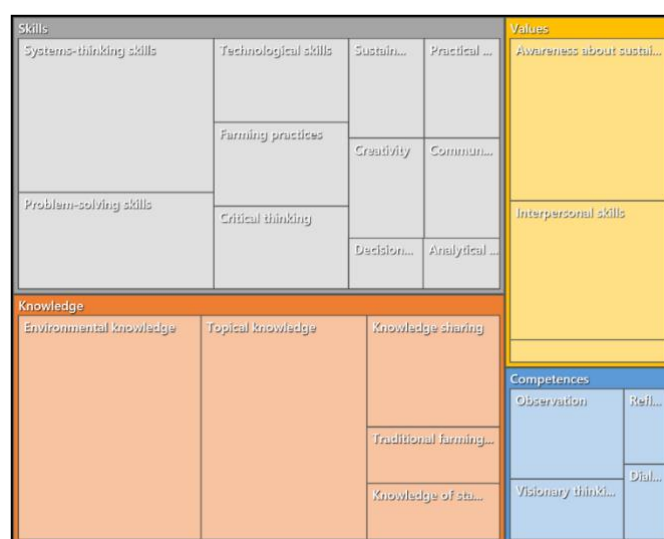 Skills
Systems-thinking skills
Technological skills
Sustain...
Practical ...
Farming practices
Creativity
Commun...
Problem-solving skills
Critical thinking
Decision...
Analytical ...
Values
Awareness about sustai...
Interpersonal skills
Knowledge
Environmental knowledge
Topical knowledge
Knowledge sharing
Traditional farming...
Knowledge of sta...
Competences
Observation
Refl...
Visionary thinki...
Dial...